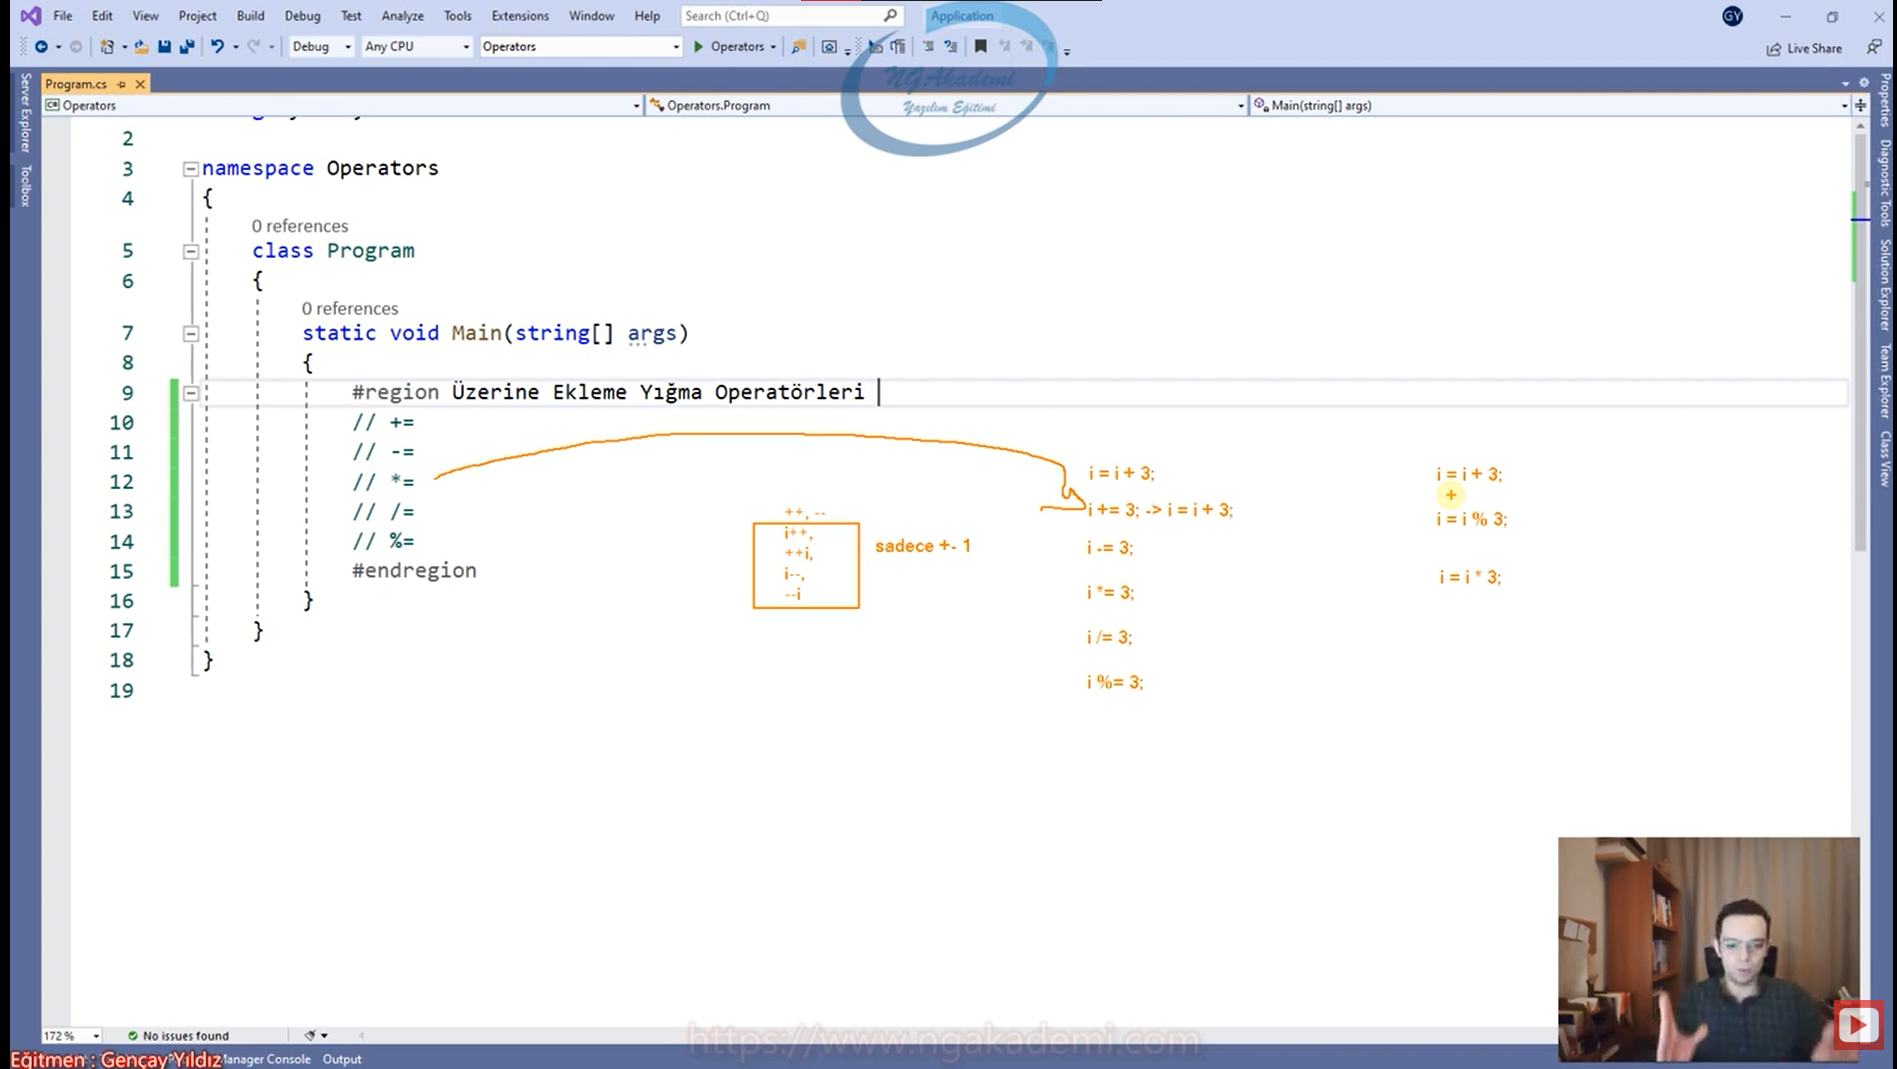 File Edit View Project Build Debug Test Analyze Tools Extensions Window Help Search (Ctrl+Q) Application GY
Debug Any CPU Operators Operators Live Share
NGAkademi
Yazılım Eğitimi
Program.cs
Operators Operators.Program Main(string[] args)
Server Explorer
Toolbox
Properties
Diagnostic Tools
Solution Explorer
Team Explorer
Class View
2
3 namespace Operators
4 {
0 references
5 class Program
6 {
0 references
7 static void Main(string[] args)
8 {
9 #region Üzerine Ekleme Yığma Operatörleri
10 // +=
11 // -=
12 // *=
13 // /=
14 // %=
15 #endregion
16 }
17 }
18 }
19
++, --
i++,
++i,
i--,
--i
sadece +- 1
i = i + 3;
i += 3; -> i = i + 3;
i -= 3;
i *= 3;
i /= 3;
i %= 3;
i = i + 3;
+
i = i % 3;
i = i * 3;
172 % No issues found
https://www.ngakademi.com
Eğitmen : Gençay Yıldız anager Console Output